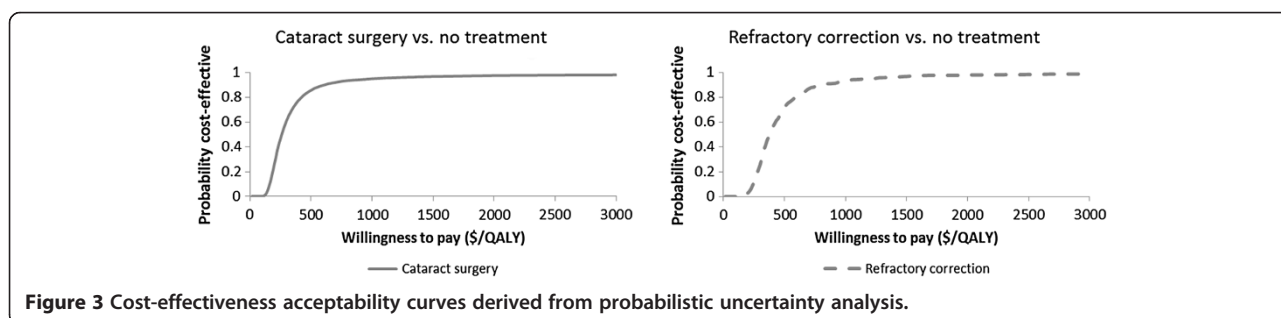 Cataract surgery vs. no treatment
Probability cost-effective
1
0.8
0.6
0.4
0.2
0
0 500 1000 1500 2000 2500 3000
Willingness to pay ($/QALY)
Cataract surgery
Refractory correction vs. no treatment
Probability cost-effective
1
0.8
0.6
0.4
0.2
0
0 500 1000 1500 2000 2500 3000
Willingness to pay ($/QALY)
Refractory correction
Figure 3 Cost-effectiveness acceptability curves derived from probabilistic uncertainty analysis.